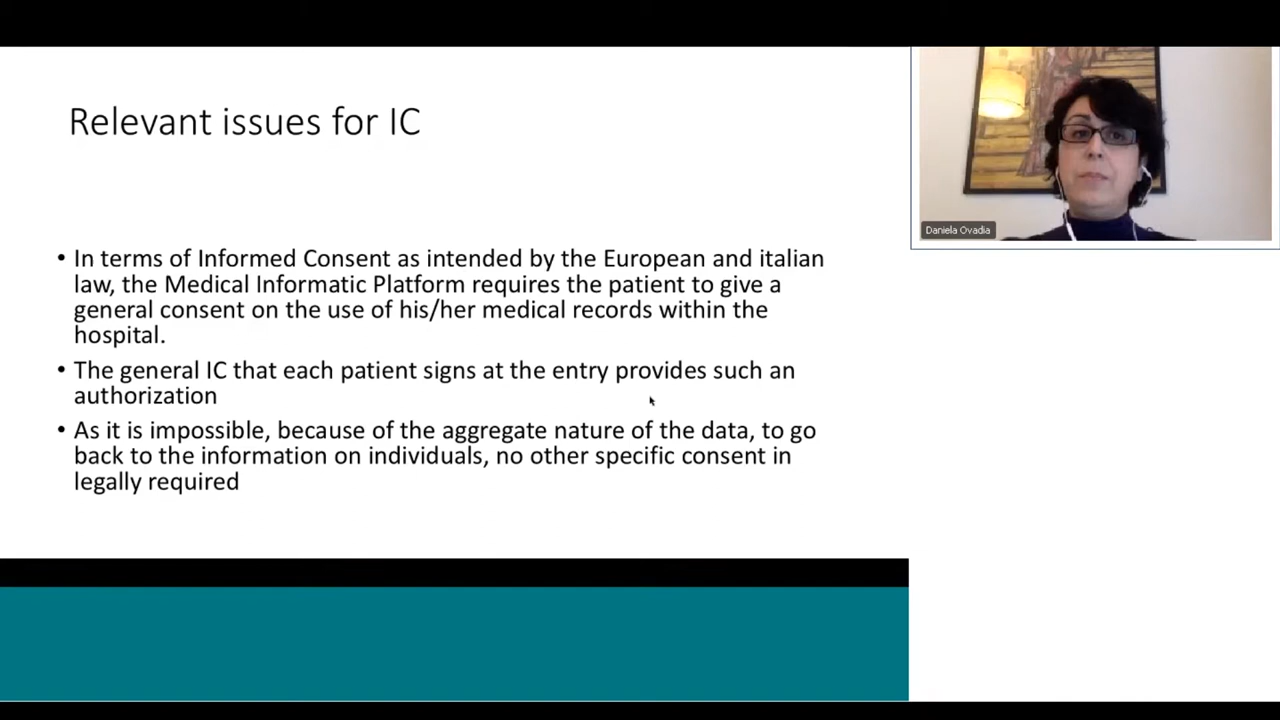 Relevant issues for IC
Daniela Ovadia
• In terms of Informed Consent as intended by the European and italian
law, the Medical Informatic Platform requires the patient to give a
general consent on the use of his/her medical records within the
hospital.
• The general IC that each patient signs at the entry provides such an
authorization
• As it is impossible, because of the aggregate nature of the data, to go
back to the information on individuals, no other specific consent in
legally required